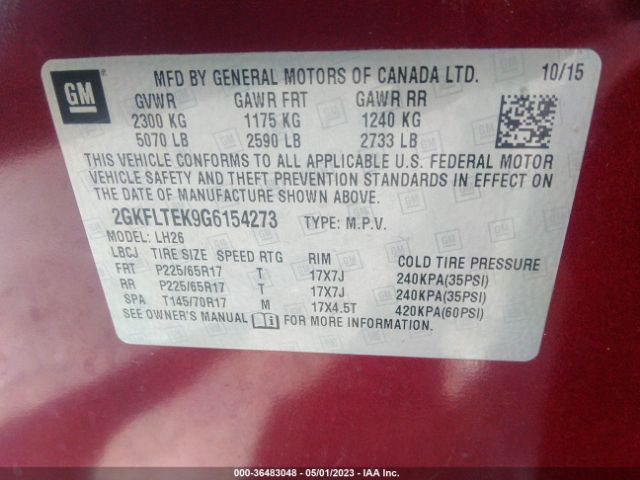 GM
MFD BY GENERAL MOTORS OF CANADA LTD. 10/15
GVWR GAWR FRT GAWR RR
2300 KG 1175 KG 1240 KG
5070 LB 2590 LB 2733 LB
THIS VEHICLE CONFORMS TO ALL APPLICABLE U.S. FEDERAL MOTOR
VEHICLE SAFETY AND THEFT PREVENTION STANDARDS IN EFFECT ON
THE DATE OF MANUFACTURE SHOWN ABOVE.
2GKFLTEK9G6154273 TYPE: M.P.V.
MODEL: LH26
LBCJ TIRE SIZE SPEED RTG RIM COLD TIRE PRESSURE
FRT P225/65R17 T 17X7J 240KPA(35PSI)
RR P225/65R17 T 17X7J 240KPA(35PSI)
SPA T145/70R17 M 17X4.5T 420KPA(60PSI)
SEE OWNER'S MANUAL FOR MORE INFORMATION.
000-36483048 - 05/01/2023 - IAA Inc.